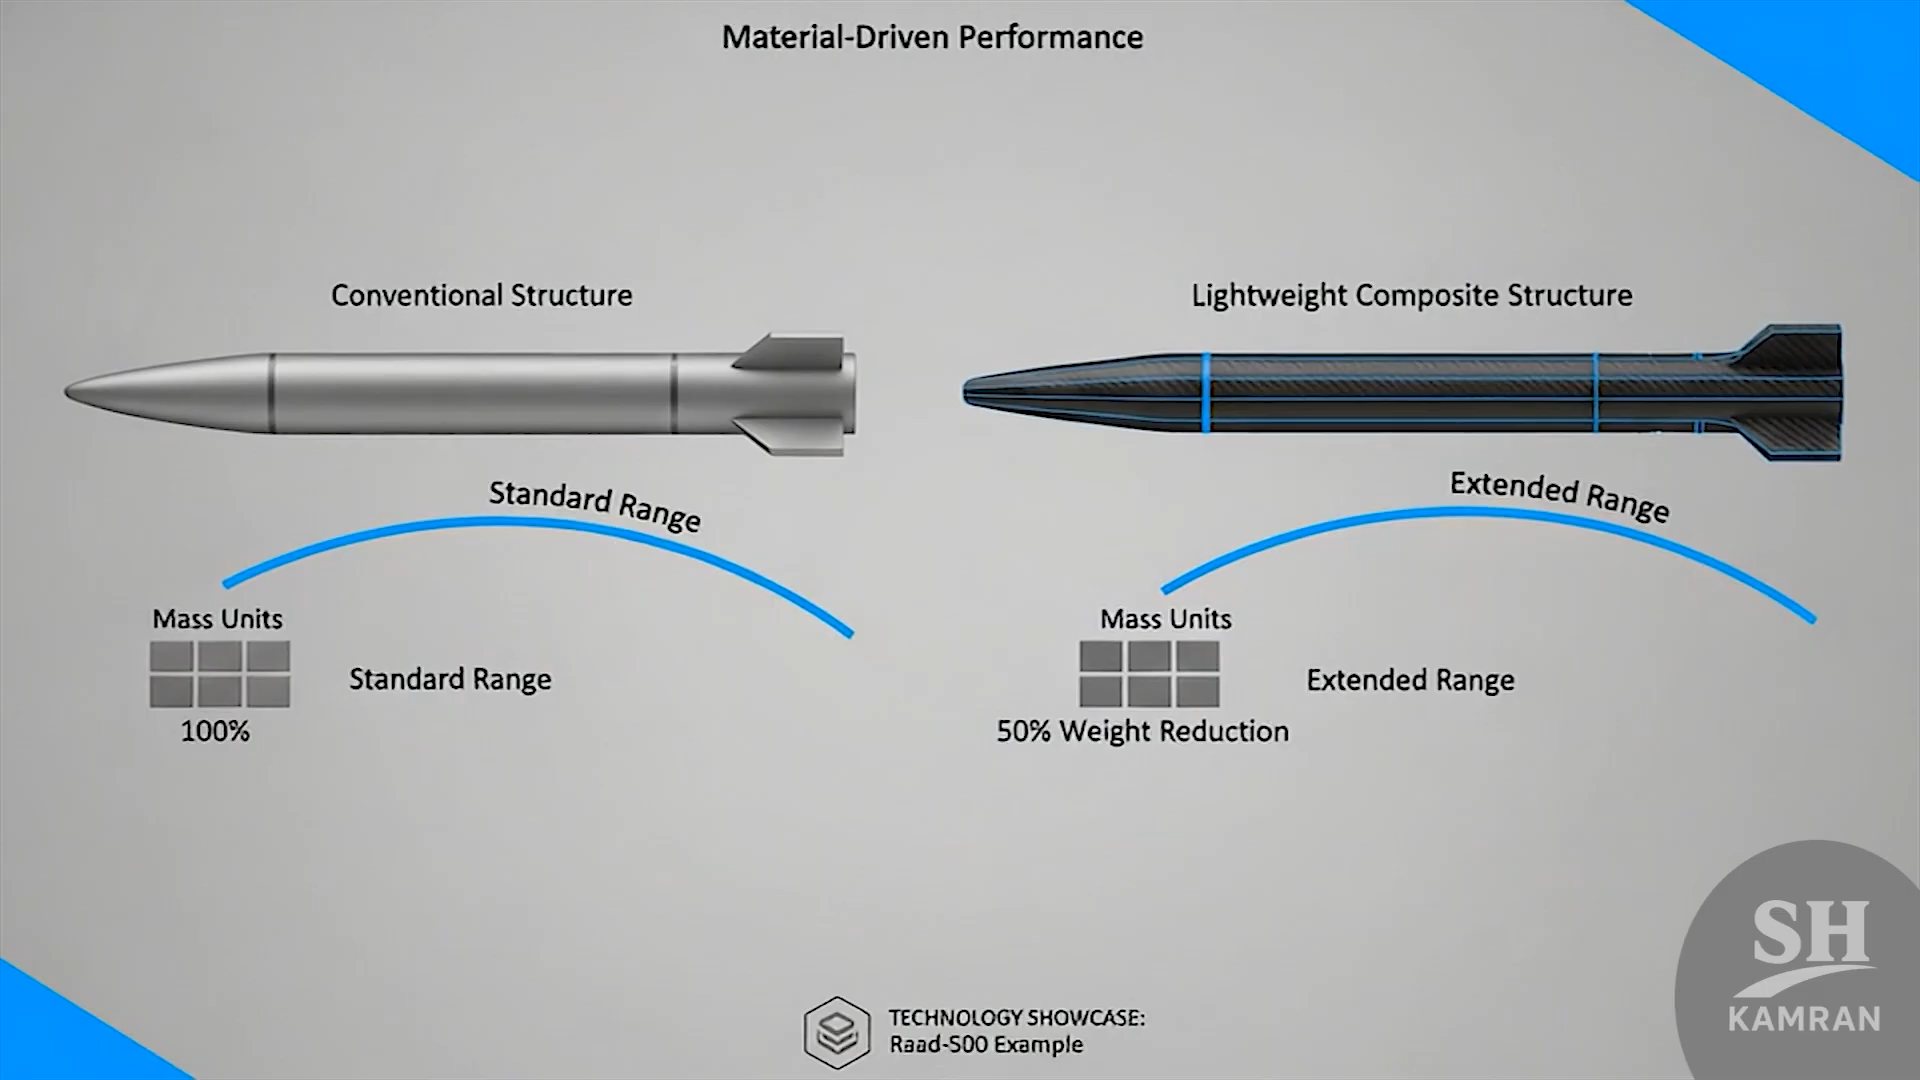 Material-Driven Performance
Conventional Structure
Standard Range
Mass Units
Standard Range
100%
Lightweight Composite Structure
Extended Range
Mass Units
Extended Range
50% Weight Reduction
TECHNOLOGY SHOWCASE:
Raad-S00 Example
SH
KAMRAN